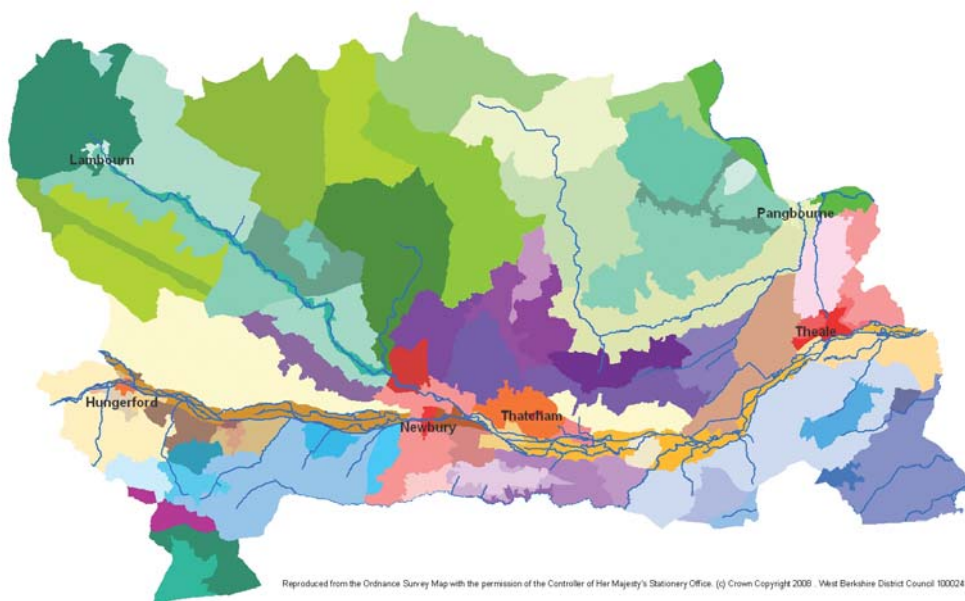 Lambourn
Pangbourne
Theale
Hungerford
Newbury
Thatcham
Reproduced from the Ordnance Survey Map with the permission of the Controller of Her Majesty's Stationery Office. (c) Crown Copyright 2008 . West Berkshire District Council 100024